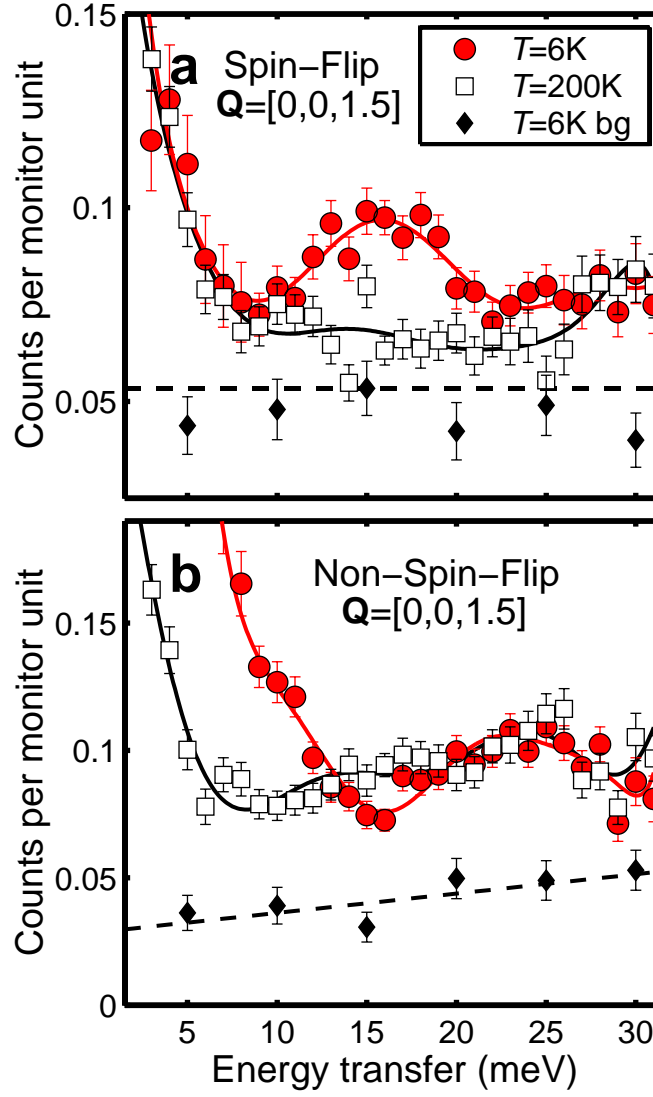 0.15
0.1
0.05
Counts per monitor unit
a Spin−Flip
Q=[0,0,1.5]
T=6K
T=200K
T=6K bg
0.15
0.1
0.05
0
Counts per monitor unit
b Non−Spin−Flip
Q=[0,0,1.5]
5 10 15 20 25 30
Energy transfer (meV)